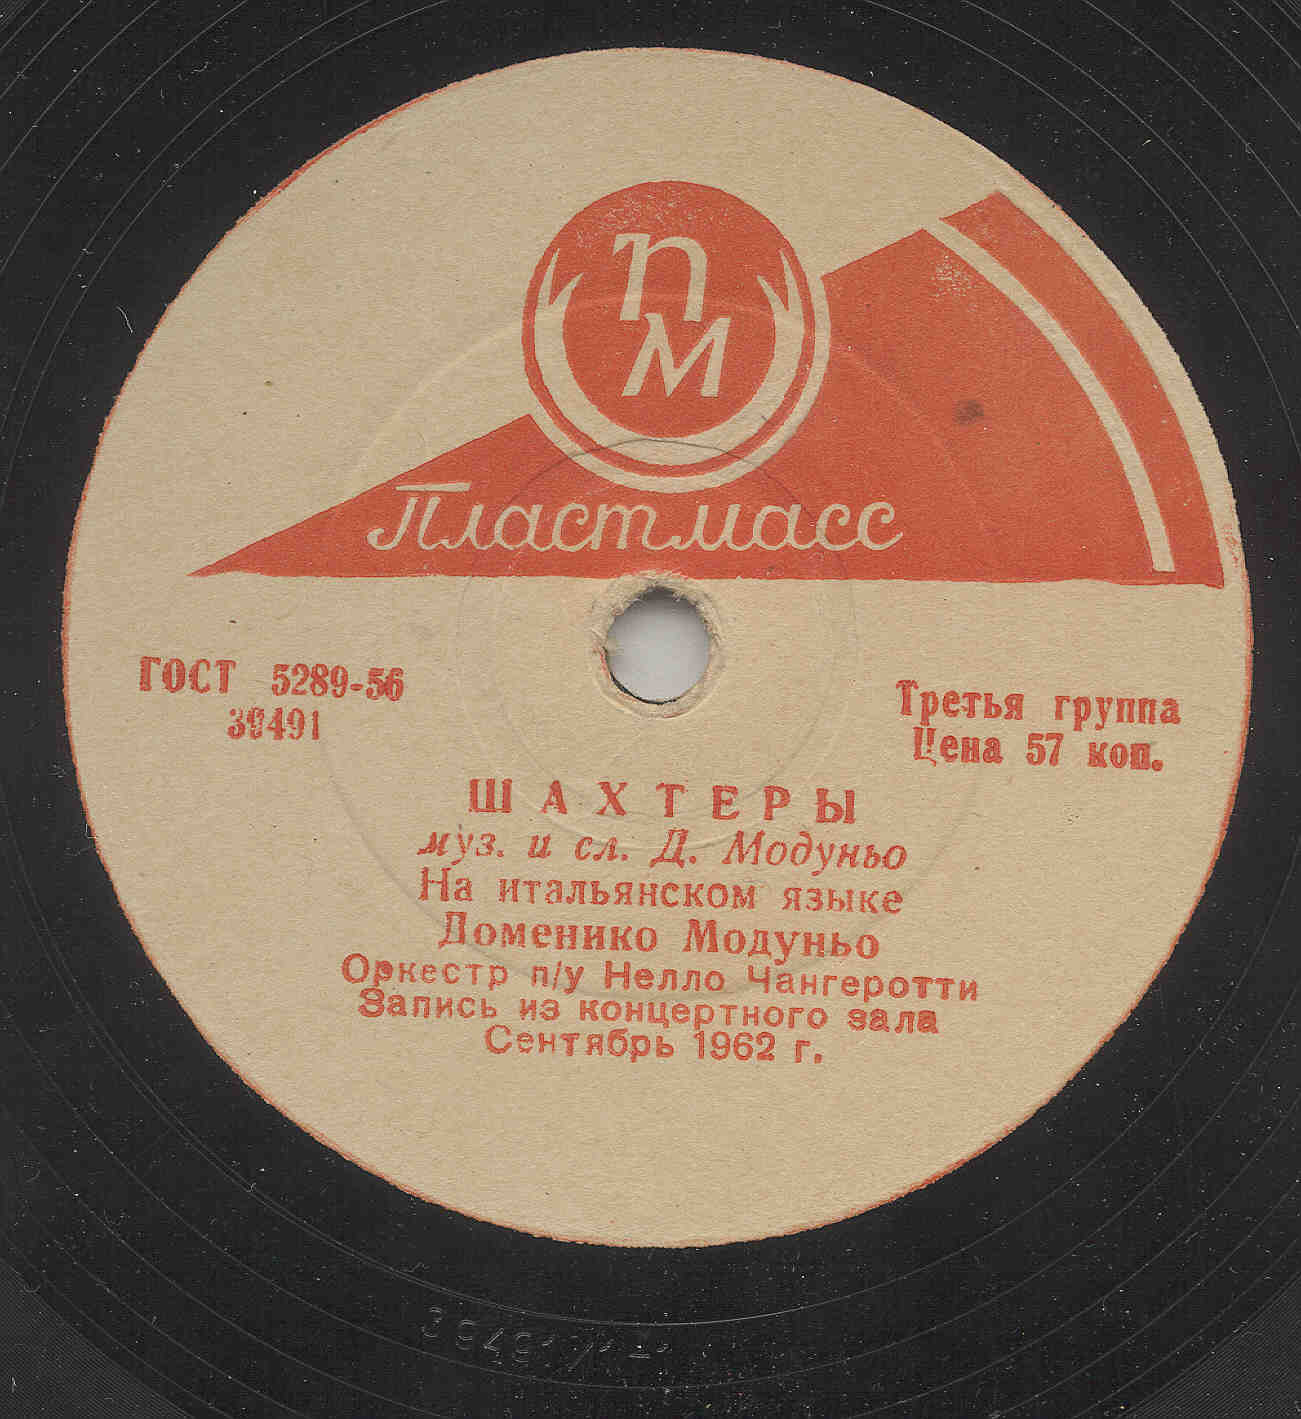 ПМ
Пластмасс
ГОСТ 5289-56
39491
Третья группа
Цена 57 коп.
ШАХТЕРЫ
муз. и сл. Д. Модуньо
На итальянском языке
Доменико Модуньо
Оркестр п/у Нелло Чангеротти
Запись из концертного зала
Сентябрь 1962 г.